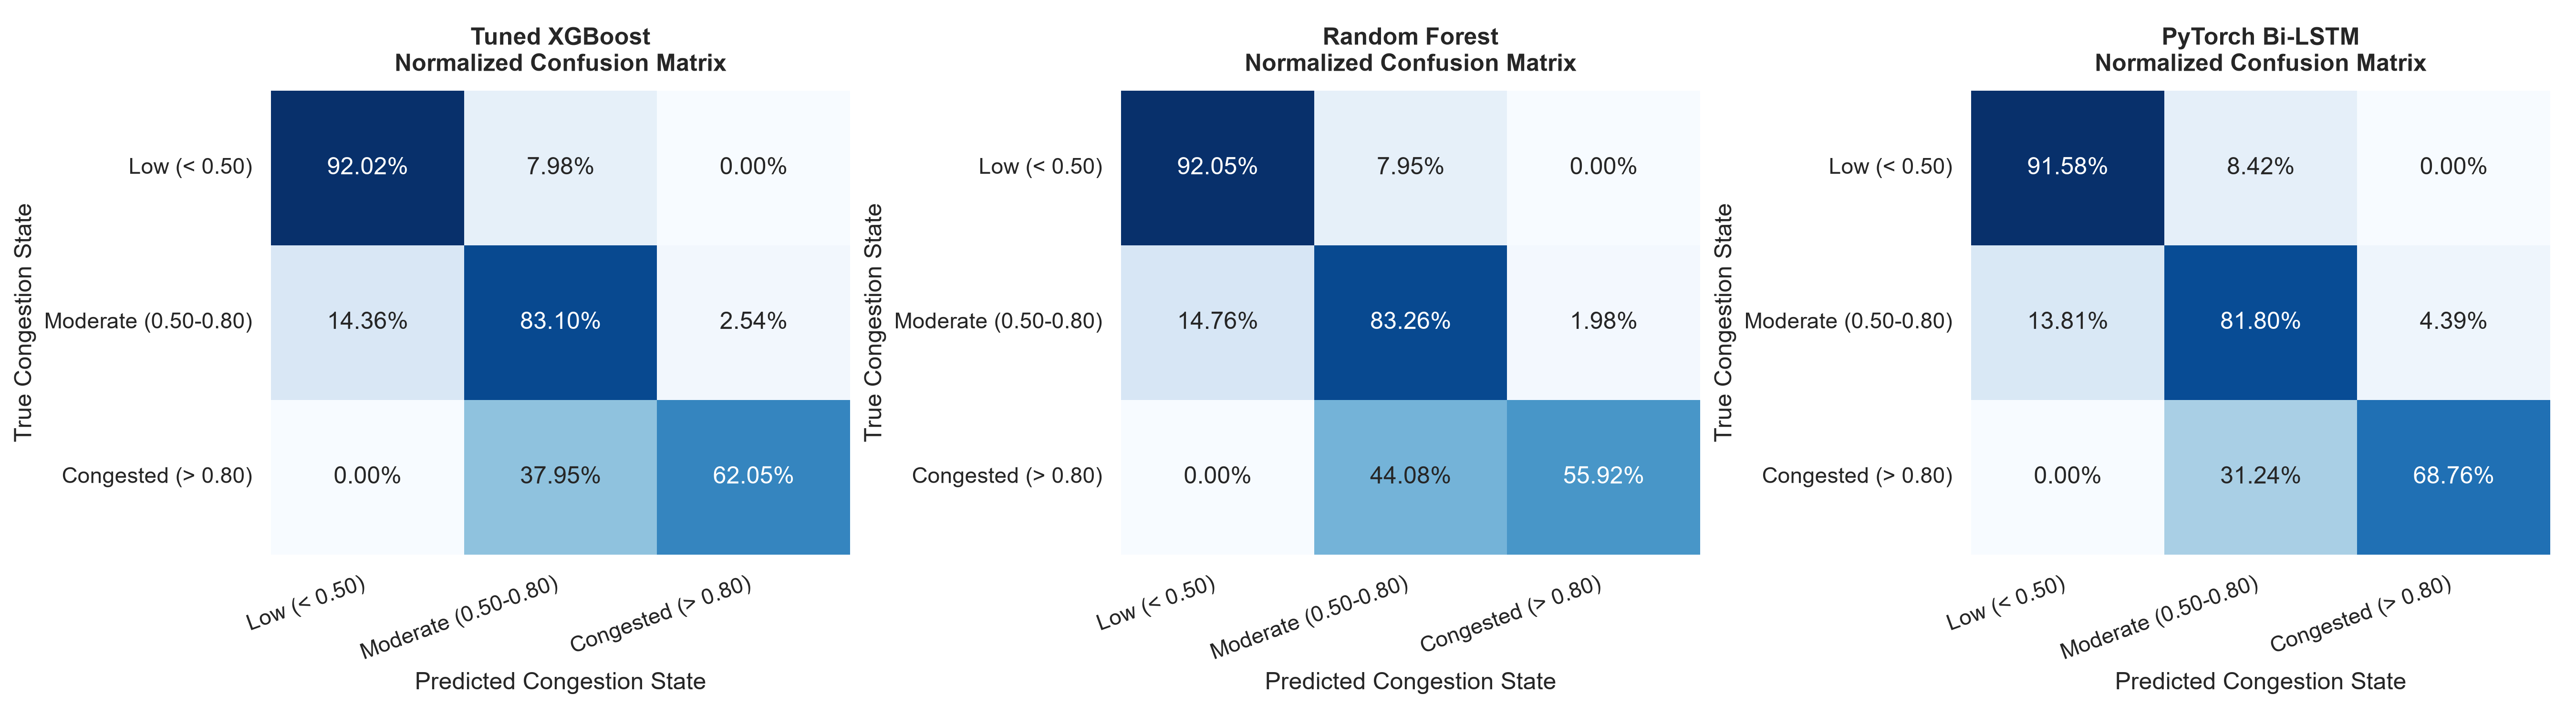 Tuned XGBoost
Normalized Confusion Matrix
True Congestion State
Low (< 0.50)
92.02%
7.98%
0.00%
Moderate (0.50-0.80)
14.36%
83.10%
2.54%
Congested (> 0.80)
0.00%
37.95%
62.05%
Low (< 0.50)
Moderate (0.50-0.80)
Congested (> 0.80)
Predicted Congestion State
Random Forest
Normalized Confusion Matrix
True Congestion State
Low (< 0.50)
92.05%
7.95%
0.00%
Moderate (0.50-0.80)
14.76%
83.26%
1.98%
Congested (> 0.80)
0.00%
44.08%
55.92%
Low (< 0.50)
Moderate (0.50-0.80)
Congested (> 0.80)
Predicted Congestion State
PyTorch Bi-LSTM
Normalized Confusion Matrix
True Congestion State
Low (< 0.50)
91.58%
8.42%
0.00%
Moderate (0.50-0.80)
13.81%
81.80%
4.39%
Congested (> 0.80)
0.00%
31.24%
68.76%
Low (< 0.50)
Moderate (0.50-0.80)
Congested (> 0.80)
Predicted Congestion State